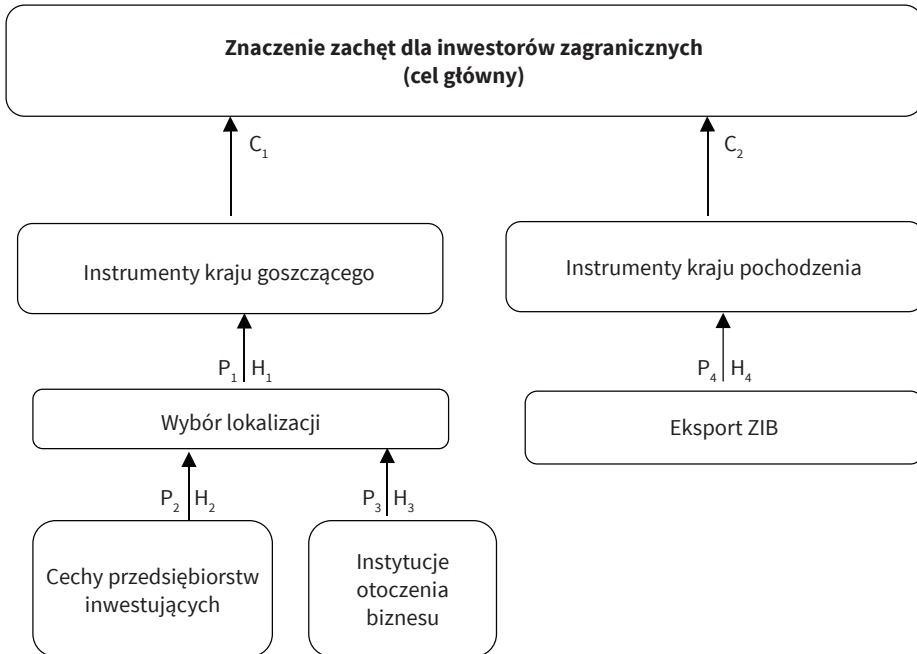 Znaczenie zachęt dla inwestorów zagranicznych
(cel główny)
C₁
C₂
Instrumenty kraju goszczącego
Instrumenty kraju pochodzenia
P₁ H₁
P₄ H₄
Wybór lokalizacji
Eksport ZIB
P₂ H₂
P₃ H₃
Cechy przedsiębiorstw
inwestujących
Instytucje
otoczenia
biznesu